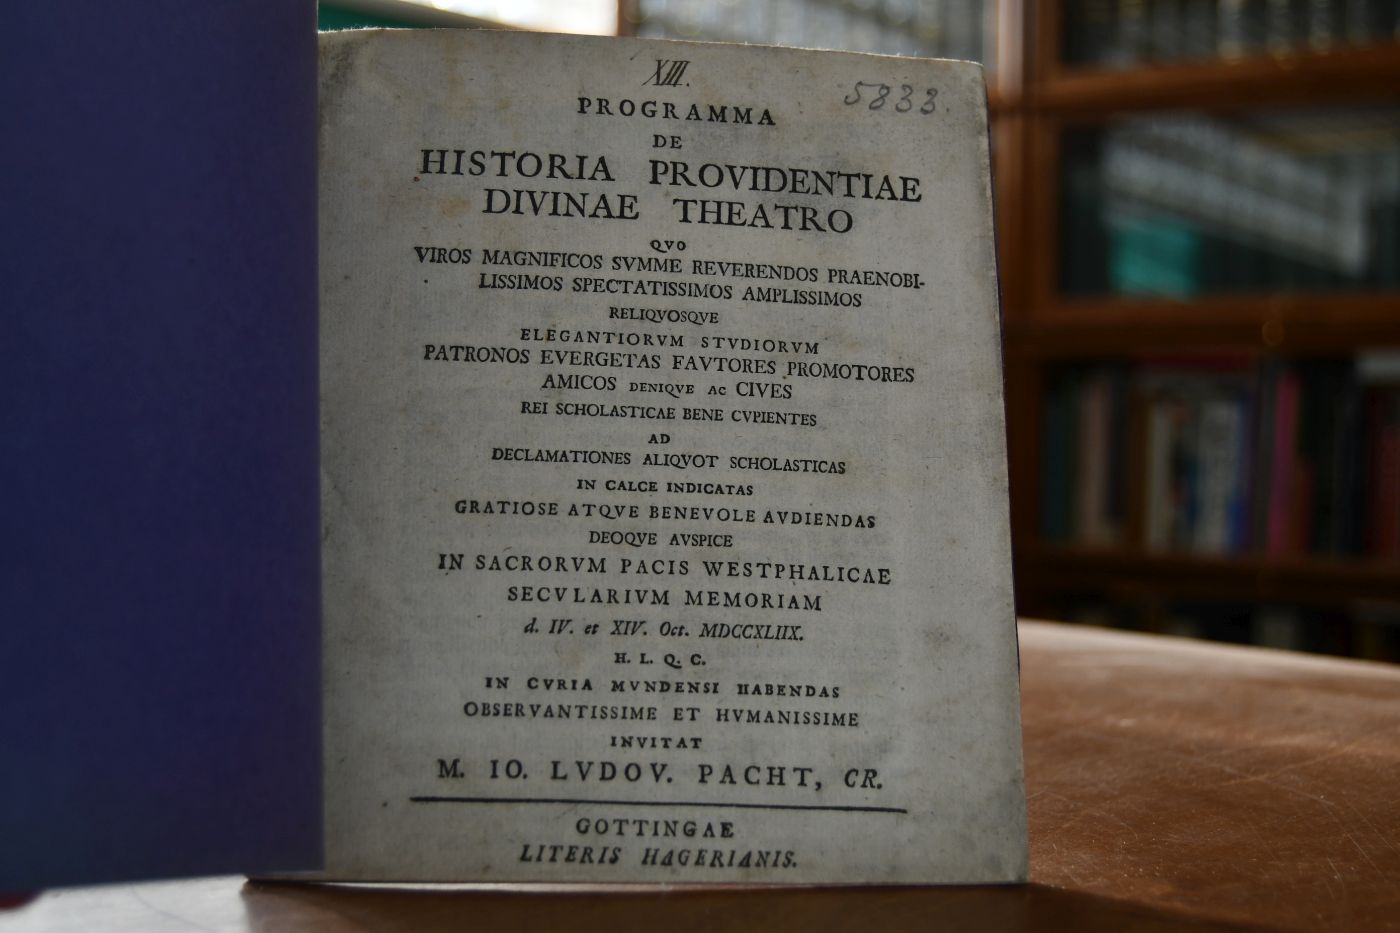 XIII.
5833.
PROGRAMMA
DE
HISTORIA PROVIDENTIAE
DIVINAE THEATRO
QVO
VIROS MAGNIFICOS SVMME REVERENDOS PRAENOBI-
LISSIMOS SPECTATISSIMOS AMPLISSIMOS
RELIQVOSQVE
ELEGANTIORVM STVDIORVM
PATRONOS EVERGETAS FAVTORES PROMOTORES
AMICOS DENIQVE AC CIVES
REI SCHOLASTICAE BENE CVPIENTES
AD
DECLAMATIONES ALIQVOT SCHOLASTICAS
IN CALCE INDICATAS
GRATIOSE ATQVE BENEVOLE AVDIENDAS
DEOQVE AVSPICE
IN SACRORVM PACIS WESTPHALICAE
SECVLARIVM MEMORIAM
d. IV. et XIV. Oct. MDCCXLIIX.
H. L. Q. C.
IN CVRIA MVNDENSI HABENDAS
OBSERVANTISSIME ET HVMANISSIME
INVITAT
M. IO. LVDOV. PACHT, CR.
GOTTINGAE
LITERIS HAGERIANIS.